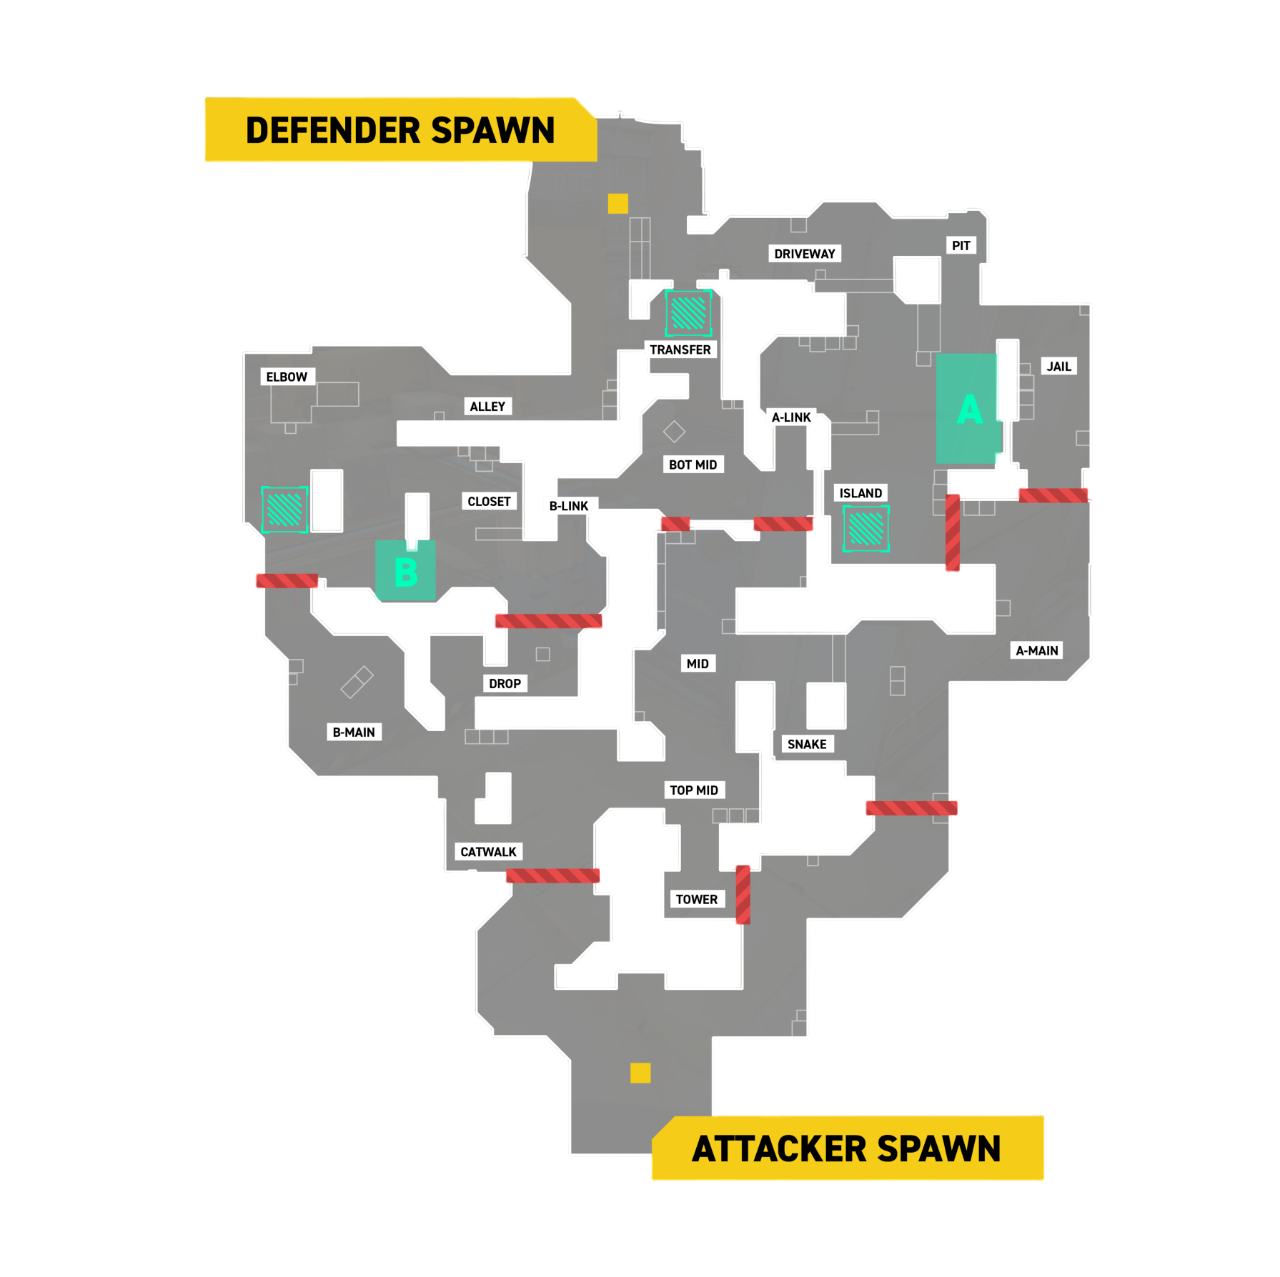 DEFENDER SPAWN
PIT
DRIVEWAY
TRANSFER
JAIL
ELBOW
ALLEY
A
A-LINK
BOT MID
ISLAND
CLOSET
B-LINK
B
A-MAIN
MID
DROP
B-MAIN
SNAKE
TOP MID
CATWALK
TOWER
ATTACKER SPAWN